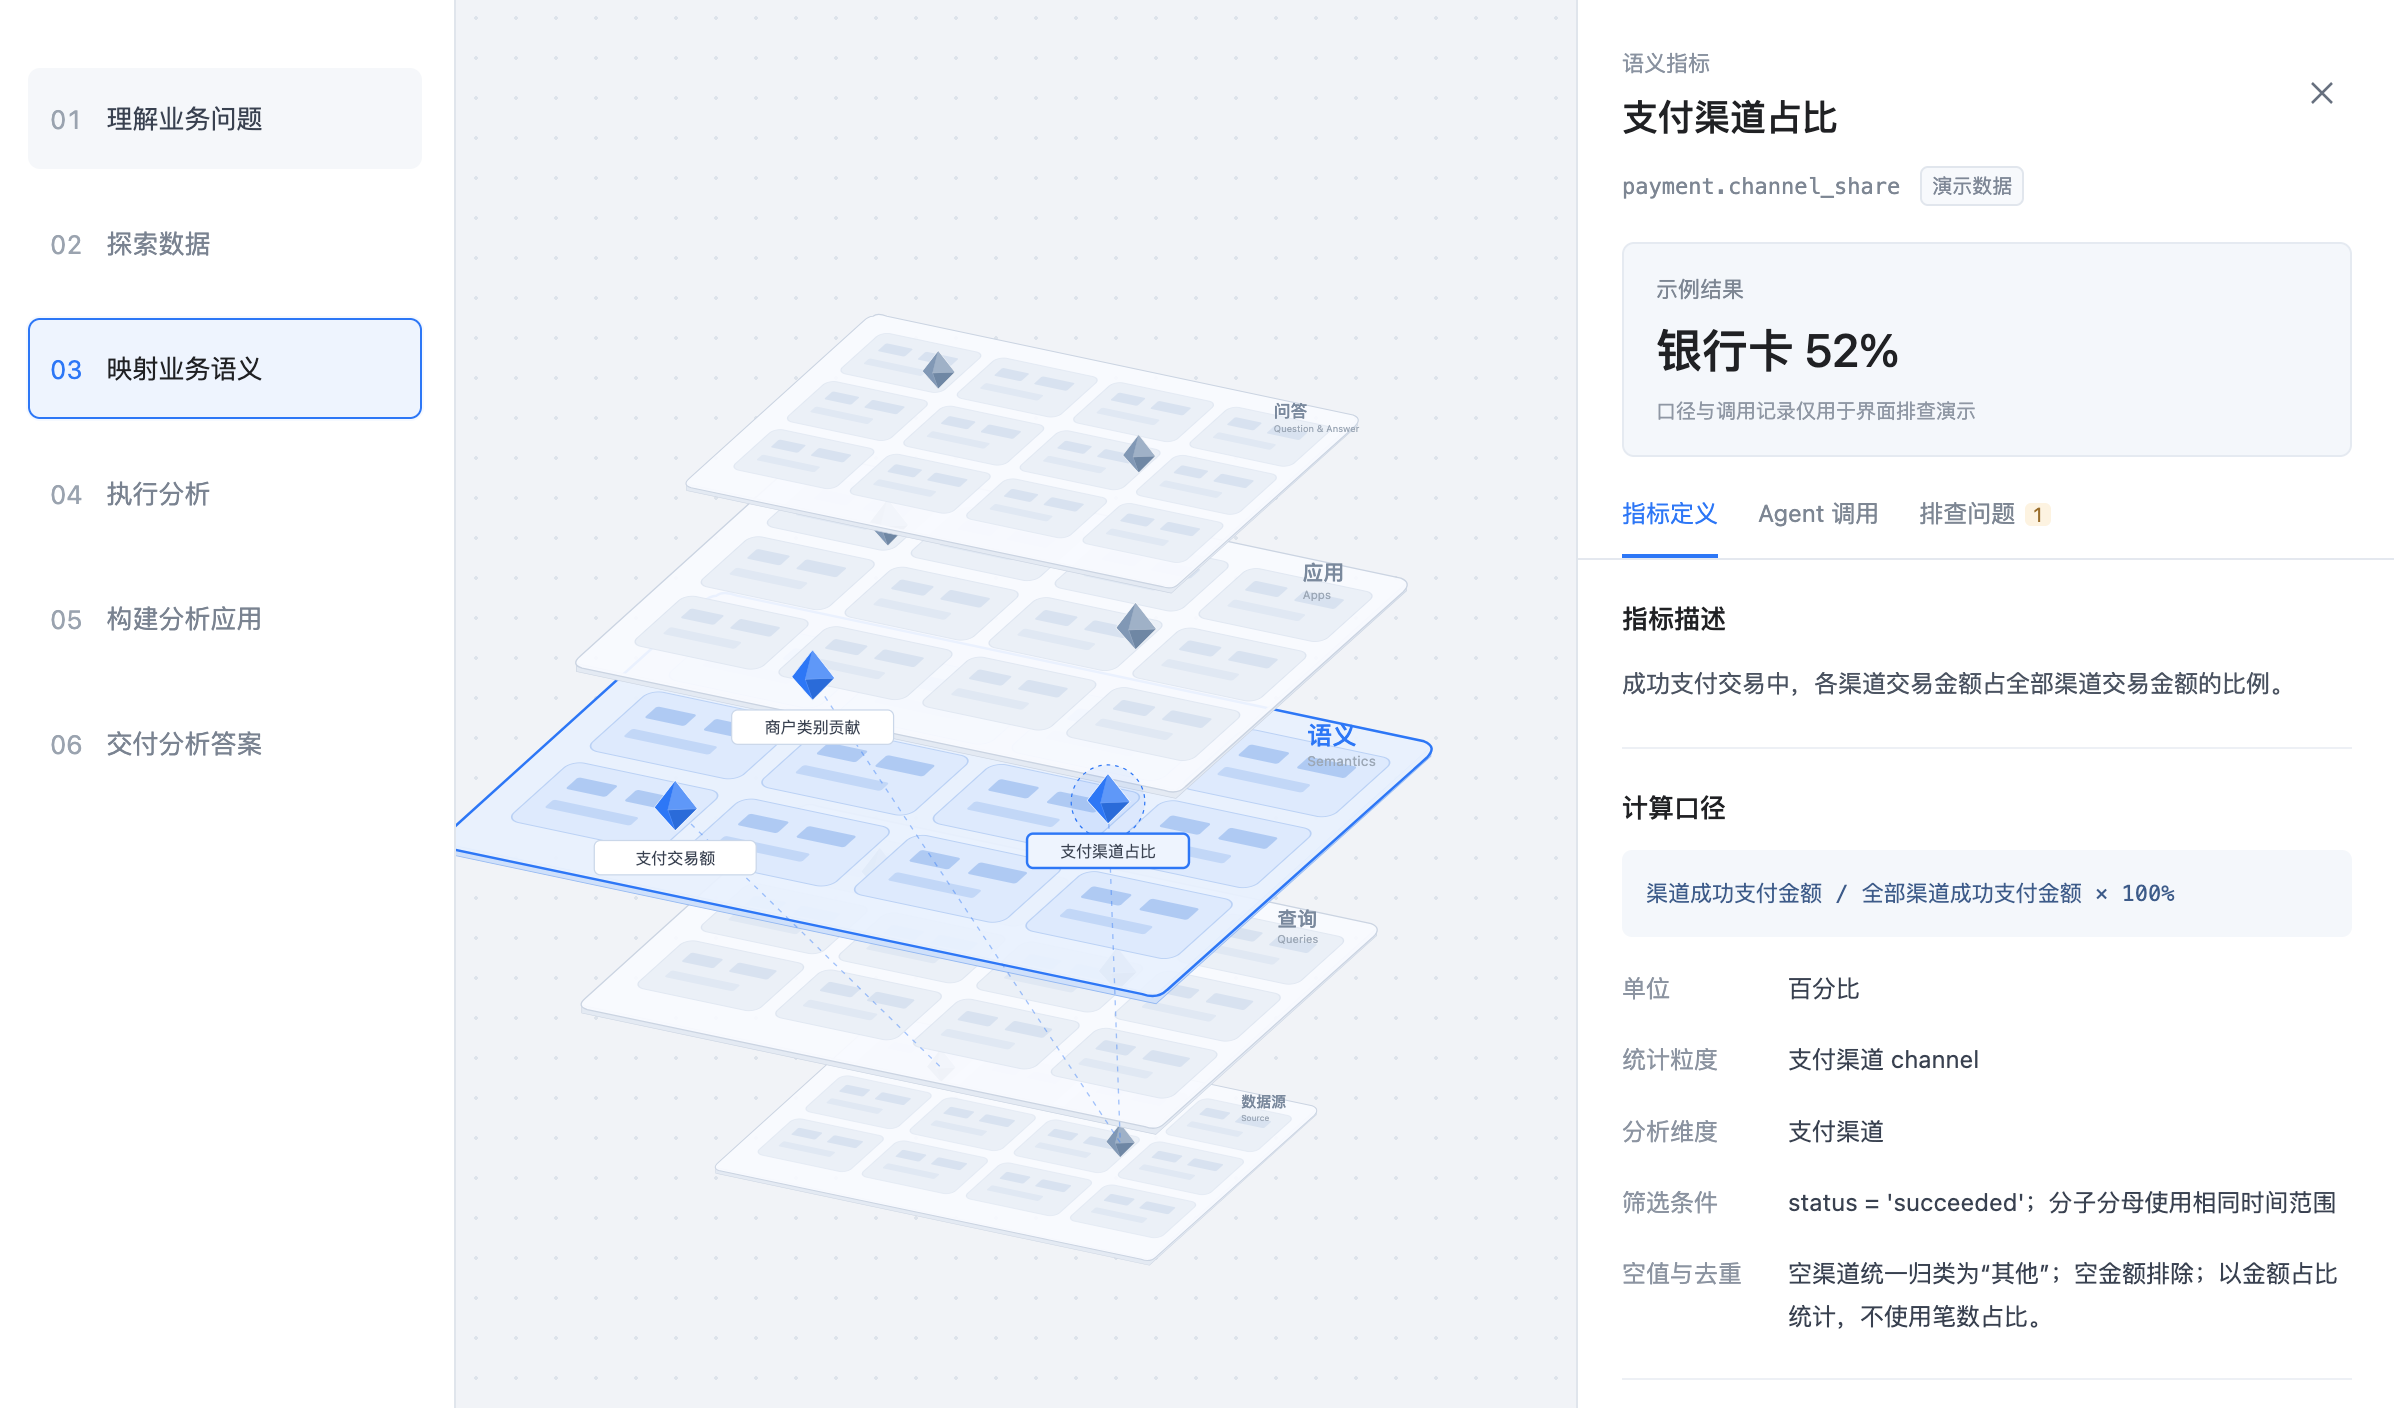 01 理解业务问题
02 探索数据
03 映射业务语义
04 执行分析
05 构建分析应用
06 交付分析答案
问答
Question & Answer
应用
Apps
商户类别贡献
语义
Semantics
支付交易额
支付渠道占比
查询
Queries
数据源
Source
语义指标
支付渠道占比
payment.channel_share 演示数据
示例结果
银行卡 52%
口径与调用记录仅用于界面排查演示
指标定义 Agent 调用 排查问题 1
指标描述
成功支付交易中，各渠道交易金额占全部渠道交易金额的比例。
计算口径
渠道成功支付金额 / 全部渠道成功支付金额 × 100%
单位 百分比
统计粒度 支付渠道 channel
分析维度 支付渠道
筛选条件 status = 'succeeded'；分子分母使用相同时间范围
空值与去重 空渠道统一归类为“其他”；空金额排除；以金额占比
统计，不使用笔数占比。